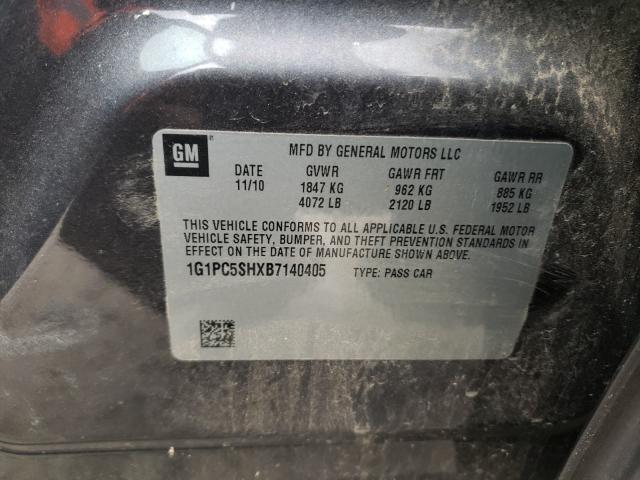 GM MFD BY GENERAL MOTORS LLC
DATE GVWR GAWR FRT GAWR RR
11/10 1847 KG 962 KG 885 KG
4072 LB 2120 LB 1952 LB
THIS VEHICLE CONFORMS TO ALL APPLICABLE U.S. FEDERAL MOTOR
VEHICLE SAFETY, BUMPER, AND THEFT PREVENTION STANDARDS IN
EFFECT ON THE DATE OF MANUFACTURE SHOWN ABOVE.
1G1PC5SHXB7140405 TYPE: PASS CAR